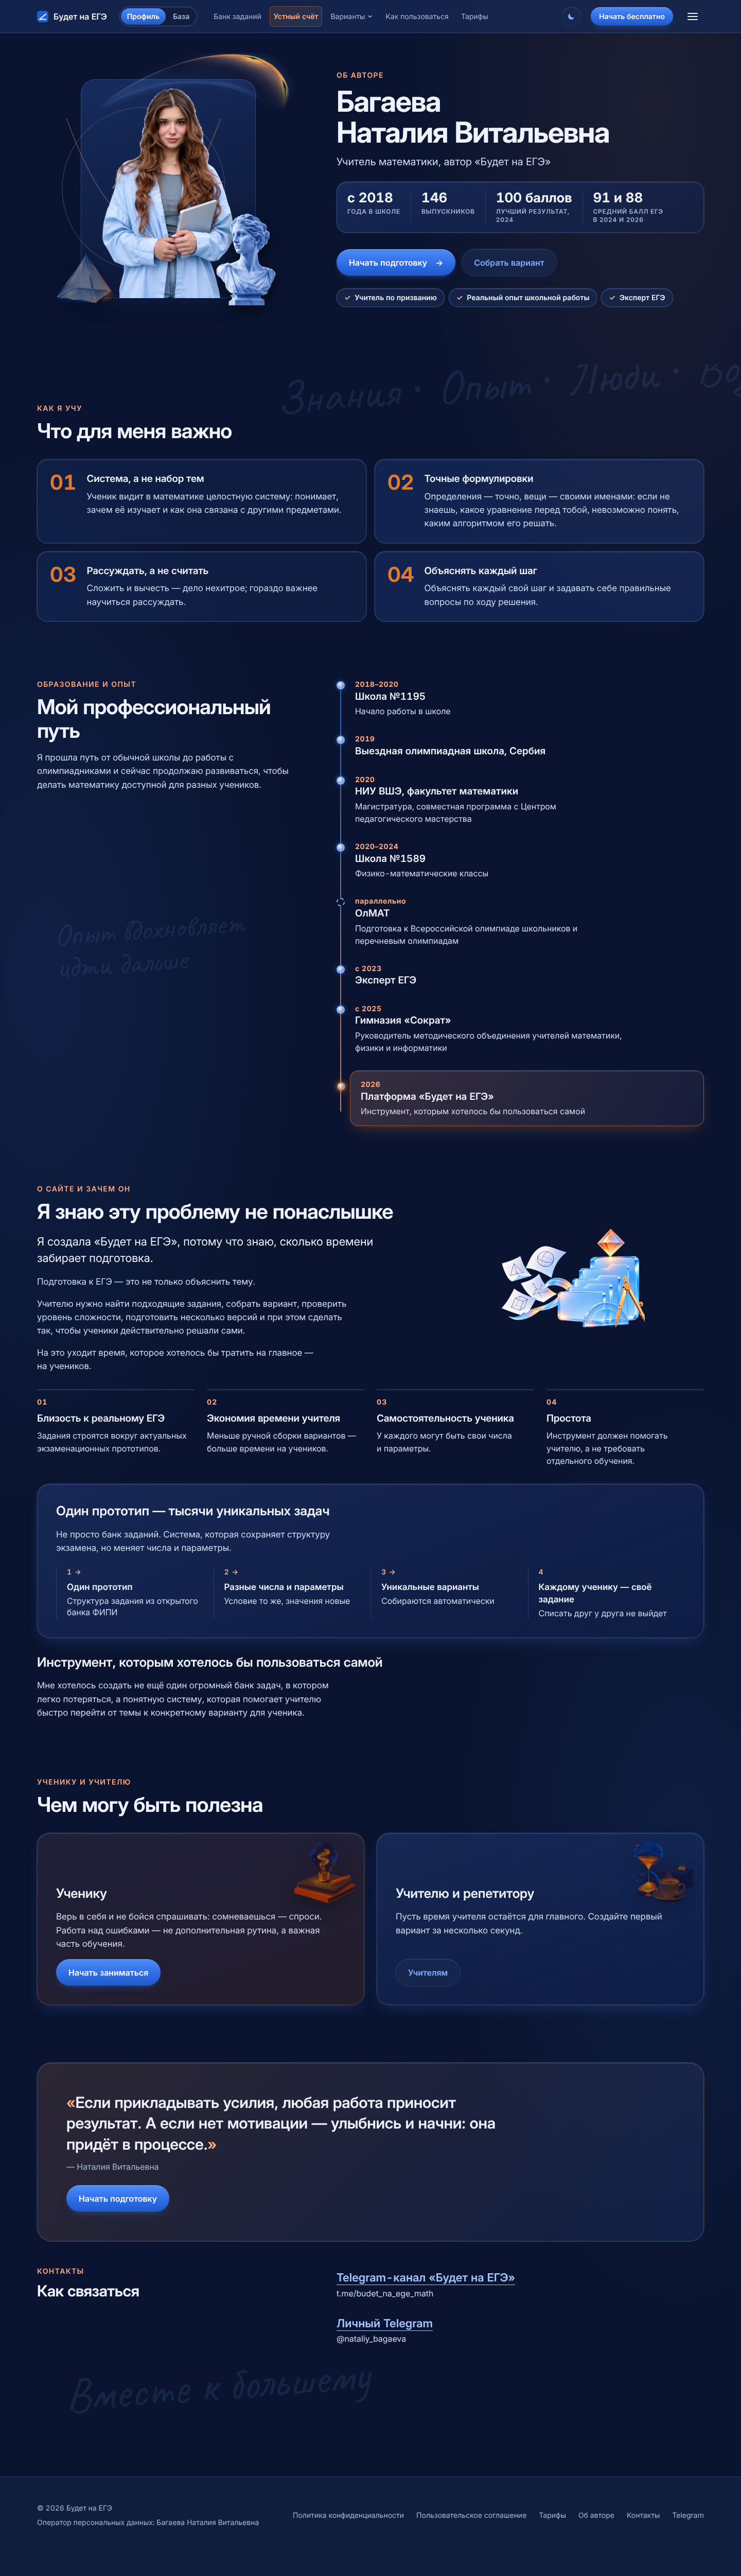 Будет на ЕГЭ
Профиль
База
Банк заданий
Устный счёт
Варианты
Как пользоваться
Тарифы
Начать бесплатно
ОБ АВТОРЕ
Багаева
Наталия Витальевна
Учитель математики, автор «Будет на ЕГЭ»
с 2018
ГОДА В ШКОЛЕ
146
ВЫПУСКНИКОВ
100 баллов
ЛУЧШИЙ РЕЗУЛЬТАТ,
2024
91 и 88
СРЕДНИЙ БАЛЛ ЕГЭ
В 2024 И 2026
Начать подготовку →
Собрать вариант
✓ Учитель по призванию
✓ Реальный опыт школьной работы
✓ Эксперт ЕГЭ
Знания · Опыт · Люди ·
КАК Я УЧУ
Что для меня важно
01
Система, а не набор тем
Ученик видит в математике целостную систему: понимает,
зачем её изучает и как она связана с другими предметами.
02
Точные формулировки
Определения — точно, вещи — своими именами: если не
знаешь, какое уравнение перед тобой, невозможно понять,
каким алгоритмом его решать.
03
Рассуждать, а не считать
Сложить и вычесть — дело нехитрое; гораздо важнее
научиться рассуждать.
04
Объяснять каждый шаг
Объяснять каждый свой шаг и задавать себе правильные
вопросы по ходу решения.
ОБРАЗОВАНИЕ И ОПЫТ
Мой профессиональный
путь
Я прошла путь от обычной школы до работы с
олимпиадниками и сейчас продолжаю развиваться, чтобы
делать математику доступной для разных учеников.
Опыт вдохновляет
идти дальше
2018–2020
Школа №1195
Начало работы в школе
2019
Выездная олимпиадная школа, Сербия
2020
НИУ ВШЭ, факультет математики
Магистратура, совместная программа с Центром
педагогического мастерства
2020–2024
Школа №1589
Физико-математические классы
параллельно
ОлМАТ
Подготовка к Всероссийской олимпиаде школьников и
перечневым олимпиадам
с 2023
Эксперт ЕГЭ
с 2025
Гимназия «Сократ»
Руководитель методического объединения учителей математики,
физики и информатики
2026
Платформа «Будет на ЕГЭ»
Инструмент, которым хотелось бы пользоваться самой
О САЙТЕ И ЗАЧЕМ ОН
Я знаю эту проблему не понаслышке
Я создала «Будет на ЕГЭ», потому что знаю, сколько времени
забирает подготовка.
Подготовка к ЕГЭ — это не только объяснить тему.
Учителю нужно найти подходящие задания, собрать вариант, проверить
уровень сложности, подготовить несколько версий и при этом сделать
так, чтобы ученики действительно решали сами.
На это уходит время, которое хотелось бы тратить на главное —
на учеников.
01
Близость к реальному ЕГЭ
Задания строятся вокруг актуальных
экзаменационных прототипов.
02
Экономия времени учителя
Меньше ручной сборки вариантов —
больше времени на учеников.
03
Самостоятельность ученика
У каждого могут быть свои числа
и параметры.
04
Простота
Инструмент должен помогать
учителю, а не требовать
отдельного обучения.
Один прототип — тысячи уникальных задач
Не просто банк заданий. Система, которая сохраняет структуру
экзамена, но меняет числа и параметры.
1 →
Один прототип
Структура задания из открытого
банка ФИПИ
2 →
Разные числа и параметры
Условие то же, значения новые
3 →
Уникальные варианты
Собираются автоматически
4
Каждому ученику — своё
задание
Списать друг у друга не выйдет
Инструмент, которым хотелось бы пользоваться самой
Мне хотелось создать не ещё один огромный банк задач, в котором
легко потеряться, а понятную систему, которая помогает учителю
быстро перейти от темы к конкретному варианту для ученика.
УЧЕНИКУ И УЧИТЕЛЮ
Чем могу быть полезна
Ученику
Верь в себя и не бойся спрашивать: сомневаешься — спроси.
Работа над ошибками — не дополнительная рутина, а важная
часть обучения.
Начать заниматься
Учителю и репетитору
Пусть время учителя остаётся для главного. Создайте первый
вариант за несколько секунд.
Учителям
«Если прикладывать усилия, любая работа приносит
результат. А если нет мотивации — улыбнись и начни: она
придёт в процессе.»
— Наталия Витальевна
Начать подготовку
КОНТАКТЫ
Как связаться
Telegram-канал «Будет на ЕГЭ»
t.me/budet_na_ege_math
Личный Telegram
@nataliy_bagaeva
Вместе к большему
© 2026 Будет на ЕГЭ
Оператор персональных данных: Багаева Наталия Витальевна
Политика конфиденциальности
Пользовательское соглашение
Тарифы
Об авторе
Контакты
Telegram